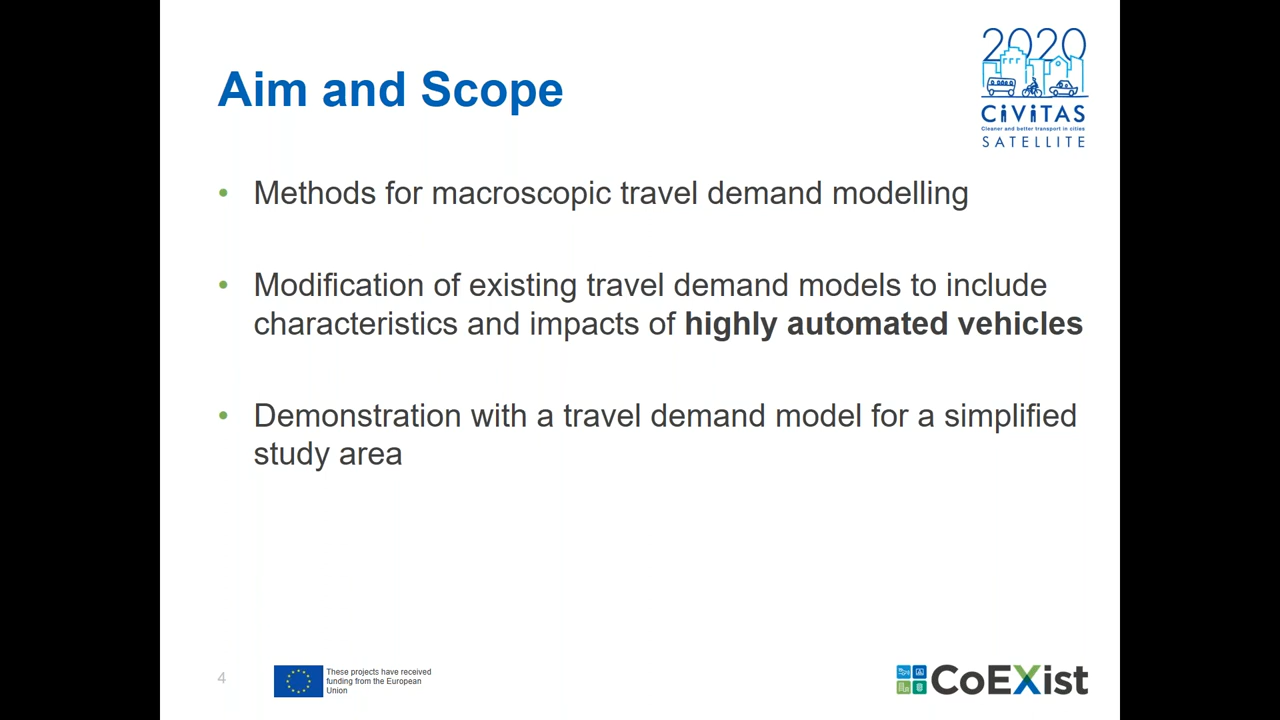 Aim and Scope
2020
CiViTAS
Cleaner and better transport in cities
SATELLITE
• Methods for macroscopic travel demand modelling
• Modification of existing travel demand models to include
characteristics and impacts of highly automated vehicles
• Demonstration with a travel demand model for a simplified
study area
4
These projects have received
funding from the European
Union
CoEXist